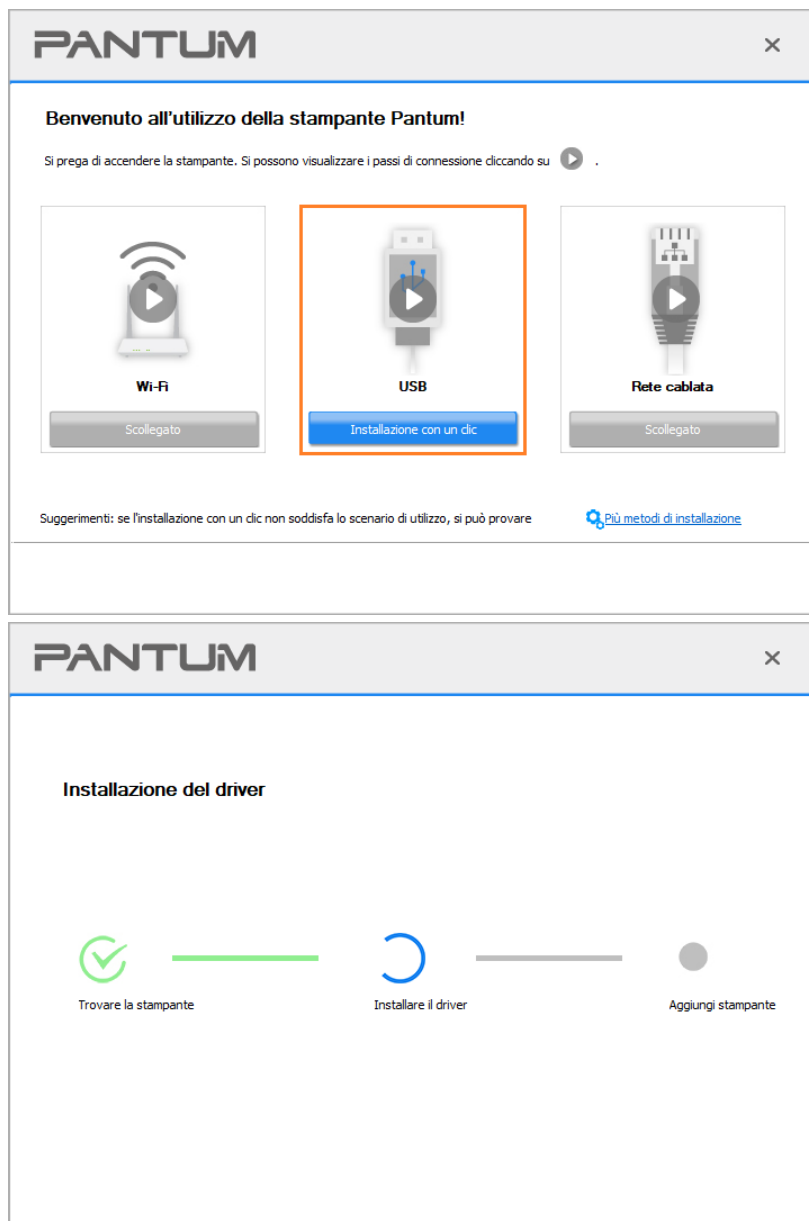 PANTUM
Benvenuto all'utilizzo della stampante Pantum!
Si prega di accendere la stampante. Si possono visualizzare i passi di connessione cliccando su .
Wi-Fi
USB
Rete cablata
Scollegato
Installazione con un clic
Scollegato
Suggerimenti: se l'installazione con un clic non soddisfa lo scenario di utilizzo, si può provare Più metodi di installazione
PANTUM
Installazione del driver
Trovare la stampante
Installare il driver
Aggiungi stampante